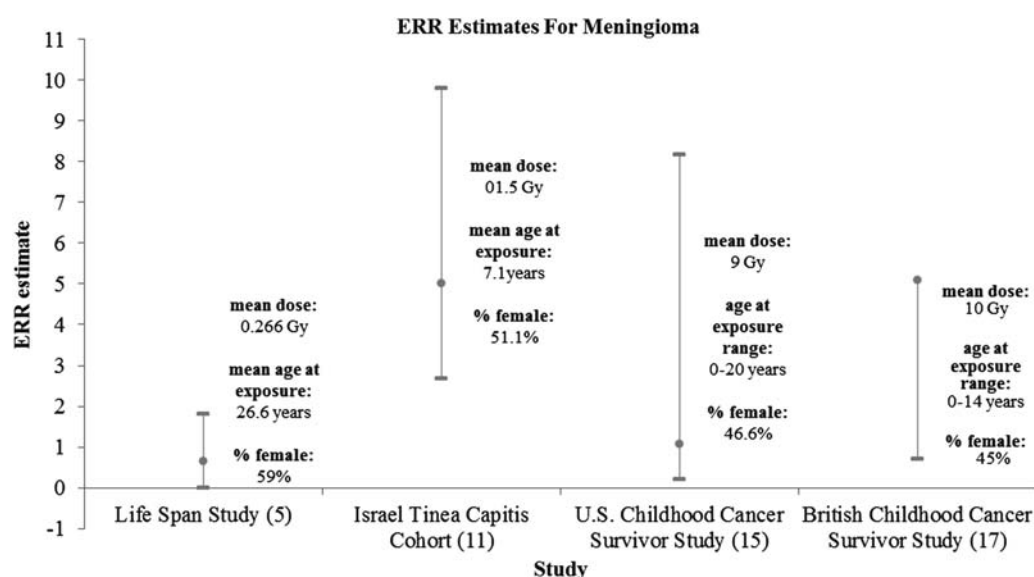 ERR Estimates For Meningioma
11
10
9
8
7
6
5
4
3
2
1
0
-1
ERR estimate
mean dose:
0.266 Gy
mean age at
exposure:
26.6 years
% female:
59%
mean dose:
01.5 Gy
mean age at
exposure:
7.1years
% female:
51.1%
mean dose:
9 Gy
age at
exposure
range:
0-20 years
% female:
46.6%
mean dose:
10 Gy
age at
exposure
range:
0-14 years
% female:
45%
Life Span Study (5)
Israel Tinea Capitis
Cohort (11)
U.S. Childhood Cancer
Survivor Study (15)
British Childhood Cancer
Survivor Study (17)
Study